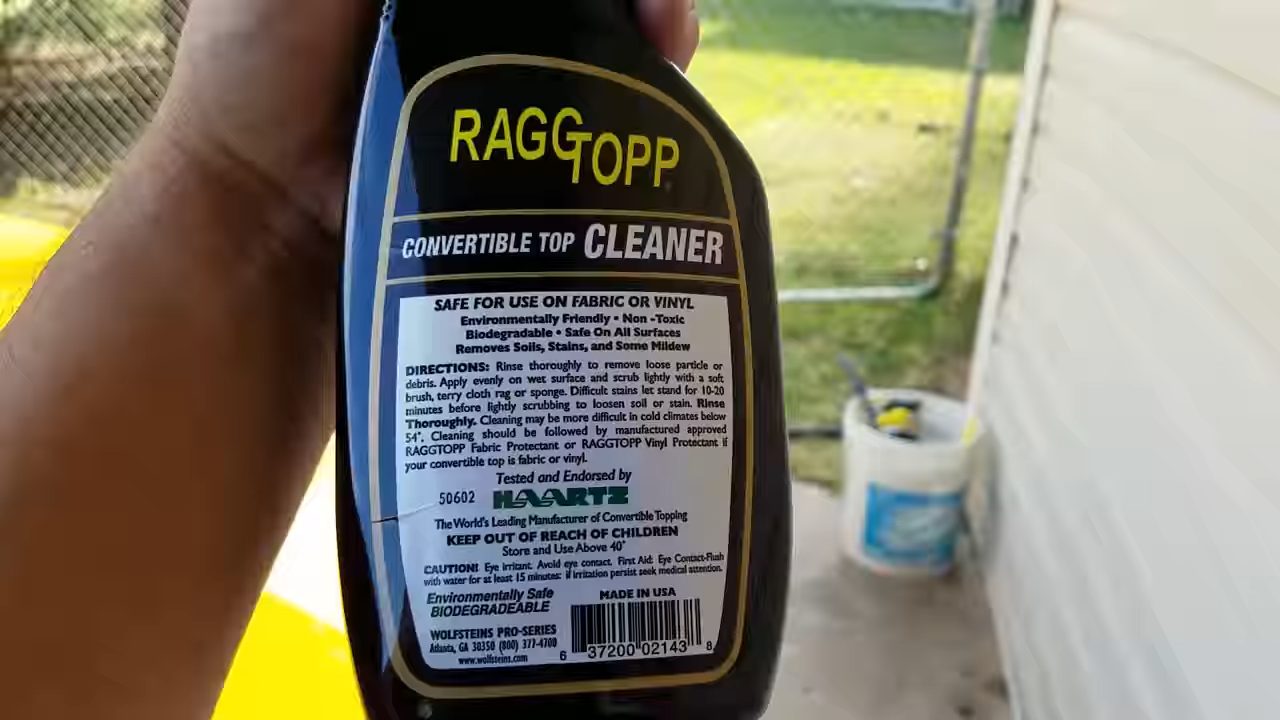 RAGGTOPP
CONVERTIBLE TOP CLEANER
SAFE FOR USE ON FABRIC OR VINYL
Environmentally Friendly • Non -Toxic
Biodegradable • Safe On All Surfaces
Removes Soils, Stains, and Some Mildew
DIRECTIONS: Rinse thoroughly to remove loose particle or
debris. Apply evenly on wet surface and scrub lightly with a soft
brush, terry cloth rag or sponge. Difficult stains let stand for 10-20
minutes before lightly scrubbing to loosen soil or stain. Rinse
Thoroughly. Cleaning may be more difficult in cold climates below
54°. Cleaning should be followed by manufactured approved
RAGGTOPP Fabric Protectant or RAGGTOPP Vinyl Protectant if
your convertible top is fabric or vinyl.
Tested and Endorsed by
50602 HAARTZ
The World's Leading Manufacturer of Convertible Topping
KEEP OUT OF REACH OF CHILDREN
Store and Use Above 40°
CAUTION! Eye irritant. Avoid eye contact. First Aid: Eye Contact-Flush
with water for at least 15 minutes: if irritation persist seek medical attention.
Environmentally Safe
BIODEGRADEABLE
MADE IN USA
WOLFSTEINS PRO-SERIES
Atlanta, GA 30350 (800) 377-4700
www.wolfsteins.com
6 37200 02143 8